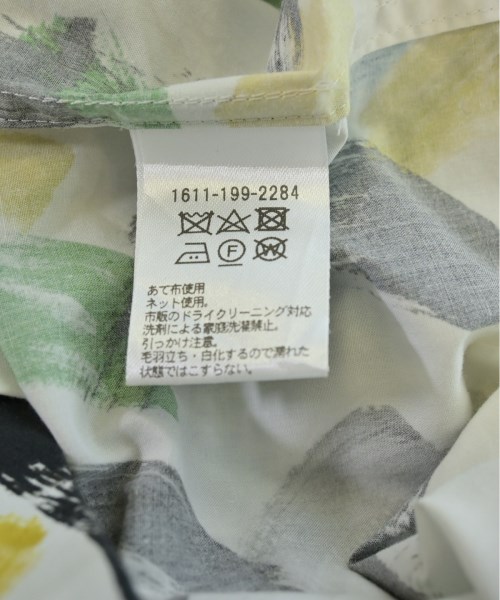 1611-199-2284
F W
あて布使用
ネット使用。
市販のドライクリーニング対応
洗剤による家庭洗濯禁止。
引っかけ注意。
毛羽立ち・白化するので濡れた
状態ではこすらない。